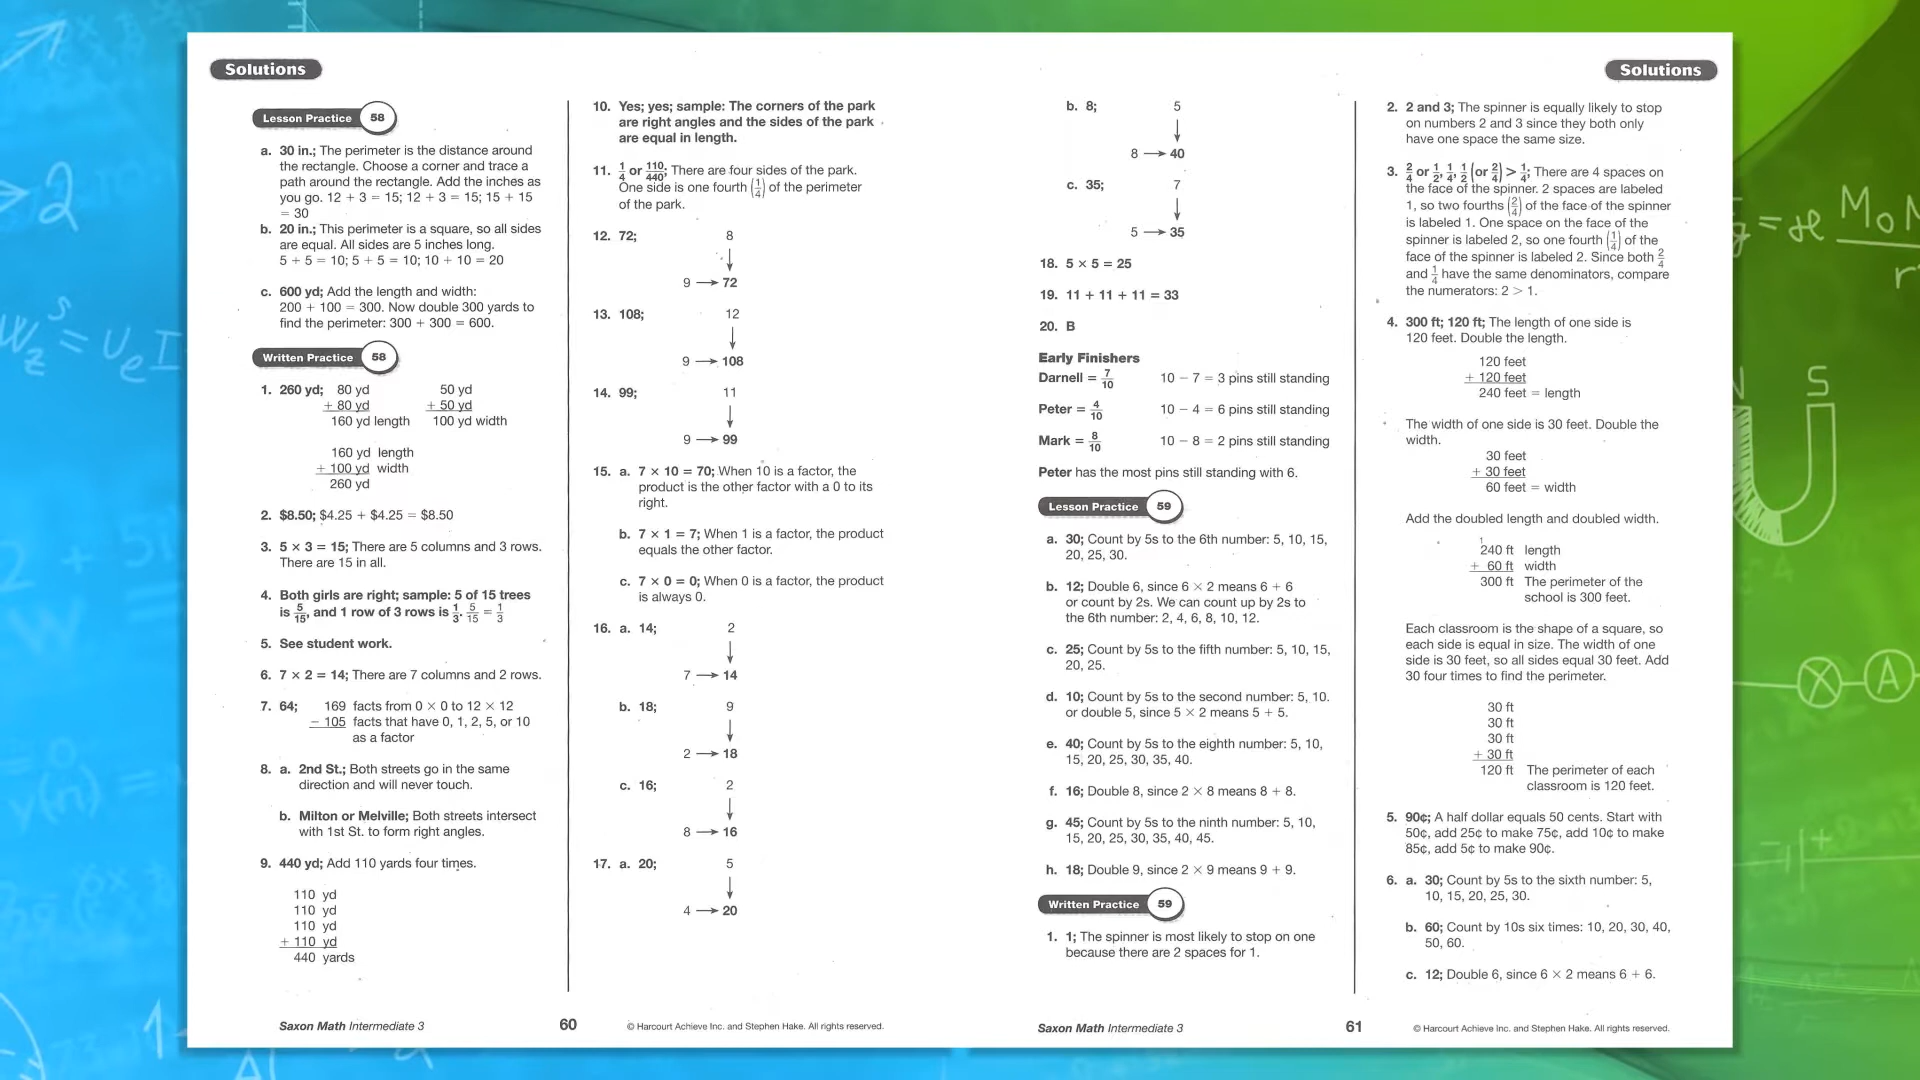 Solutions
Lesson Practice 58
a. 30 in.; The perimeter is the distance around
the rectangle. Choose a corner and trace a
path around the rectangle. Add the inches as
you go. 12 + 3 = 15; 12 + 3 = 15; 15 + 15
= 30
b. 20 in.; This perimeter is a square, so all sides
are equal. All sides are 5 inches long.
5 + 5 = 10; 5 + 5 = 10; 10 + 10 = 20
c. 600 yd; Add the length and width:
200 + 100 = 300. Now double 300 yards to
find the perimeter: 300 + 300 = 600.
Written Practice 58
1. 260 yd; 80 yd 50 yd
+ 80 yd + 50 yd
160 yd length 100 yd width
160 yd length
+ 100 yd width
260 yd
2. $8.50; $4.25 + $4.25 = $8.50
3. 5 × 3 = 15; There are 5 columns and 3 rows.
There are 15 in all.
4. Both girls are right; sample: 5 of 15 trees
is 5/15, and 1 row of 3 rows is 1/3. 5/15 = 1/3
5. See student work.
6. 7 × 2 = 14; There are 7 columns and 2 rows.
7. 64; 169 facts from 0 × 0 to 12 × 12
− 105 facts that have 0, 1, 2, 5, or 10
as a factor
8. a. 2nd St.; Both streets go in the same
direction and will never touch.
b. Milton or Melville; Both streets intersect
with 1st St. to form right angles.
9. 440 yd; Add 110 yards four times.
110 yd
110 yd
110 yd
+ 110 yd
440 yards
Saxon Math Intermediate 3
10. Yes; yes; sample: The corners of the park
are right angles and the sides of the park
are equal in length.
11. 1/4 or 110/440; There are four sides of the park.
One side is one fourth (1/4) of the perimeter
of the park.
12. 72; 8
↓
9 → 72
13. 108; 12
↓
9 → 108
14. 99; 11
↓
9 → 99
15. a. 7 × 10 = 70; When 10 is a factor, the
product is the other factor with a 0 to its
right.
b. 7 × 1 = 7; When 1 is a factor, the product
equals the other factor.
c. 7 × 0 = 0; When 0 is a factor, the product
is always 0.
16. a. 14; 2
↓
7 → 14
b. 18; 9
↓
2 → 18
c. 16; 2
↓
8 → 16
17. a. 20; 5
↓
4 → 20
60
© Harcourt Achieve Inc. and Stephen Hake. All rights reserved.
b. 8; 5
↓
8 → 40
c. 35; 7
↓
5 → 35
18. 5 × 5 = 25
19. 11 + 11 + 11 = 33
20. B
Early Finishers
Darnell = 7/10 10 − 7 = 3 pins still standing
Peter = 4/10 10 − 4 = 6 pins still standing
Mark = 8/10 10 − 8 = 2 pins still standing
Peter has the most pins still standing with 6.
Lesson Practice 59
a. 30; Count by 5s to the 6th number: 5, 10, 15,
20, 25, 30.
b. 12; Double 6, since 6 × 2 means 6 + 6
or count by 2s. We can count up by 2s to
the 6th number: 2, 4, 6, 8, 10, 12.
c. 25; Count by 5s to the fifth number: 5, 10, 15,
20, 25.
d. 10; Count by 5s to the second number: 5, 10.
or double 5, since 5 × 2 means 5 + 5.
e. 40; Count by 5s to the eighth number: 5, 10,
15, 20, 25, 30, 35, 40.
f. 16; Double 8, since 2 × 8 means 8 + 8.
g. 45; Count by 5s to the ninth number: 5, 10,
15, 20, 25, 30, 35, 40, 45.
h. 18; Double 9, since 2 × 9 means 9 + 9.
Written Practice 59
1. 1; The spinner is most likely to stop on one
because there are 2 spaces for 1.
Saxon Math Intermediate 3
Solutions
2. 2 and 3; The spinner is equally likely to stop
on numbers 2 and 3 since they both only
have one space the same size.
3. 2/4 or 1/2, 1/4, 1/2 (or 2/4) > 1/4; There are 4 spaces on
the face of the spinner. 2 spaces are labeled
1, so two fourths (2/4) of the face of the spinner
is labeled 1. One space on the face of the
spinner is labeled 2, so one fourth (1/4) of the
face of the spinner is labeled 2. Since both 2/4
and 1/4 have the same denominators, compare
the numerators: 2 > 1.
4. 300 ft; 120 ft; The length of one side is
120 feet. Double the length.
120 feet
+ 120 feet
240 feet = length
The width of one side is 30 feet. Double the
width.
30 feet
+ 30 feet
60 feet = width
Add the doubled length and doubled width.
1
240 ft length
+ 60 ft width
300 ft The perimeter of the
school is 300 feet.
Each classroom is the shape of a square, so
each side is equal in size. The width of one
side is 30 feet, so all sides equal 30 feet. Add
30 four times to find the perimeter.
30 ft
30 ft
30 ft
+ 30 ft
120 ft The perimeter of each
classroom is 120 feet.
5. 90¢; A half dollar equals 50 cents. Start with
50¢, add 25¢ to make 75¢, add 10¢ to make
85¢, add 5¢ to make 90¢.
6. a. 30; Count by 5s to the sixth number: 5,
10, 15, 20, 25, 30.
b. 60; Count by 10s six times: 10, 20, 30, 40,
50, 60.
c. 12; Double 6, since 6 × 2 means 6 + 6.
61
© Harcourt Achieve Inc. and Stephen Hake. All rights reserved.